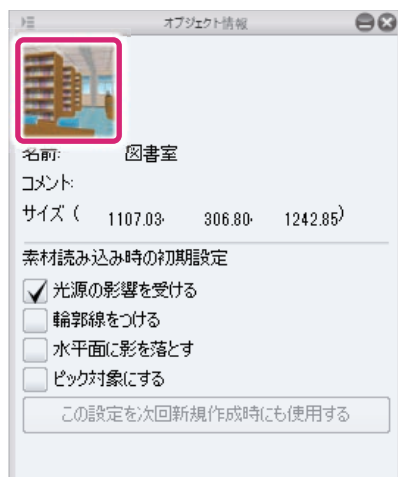 オブジェクト情報
名前: 図書室
コメント:
サイズ ( 1107.03 306.80 1242.85)
素材読み込み時の初期設定
光源の影響を受ける
輪郭線をつける
水平面に影を落とす
ピック対象にする
この設定を次回新規作成時にも使用する